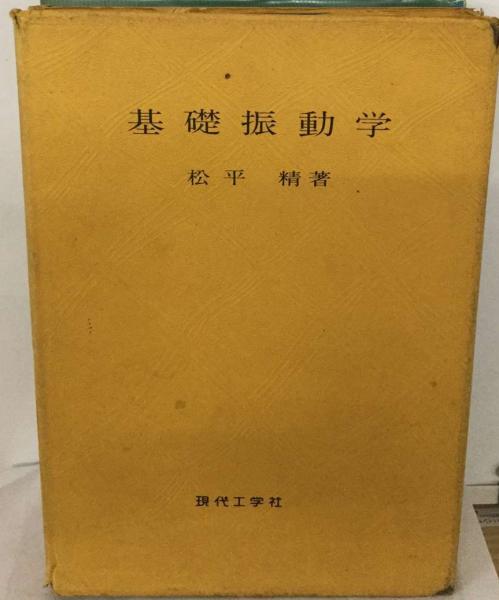 基礎振動学
松平 精著
現代工学社